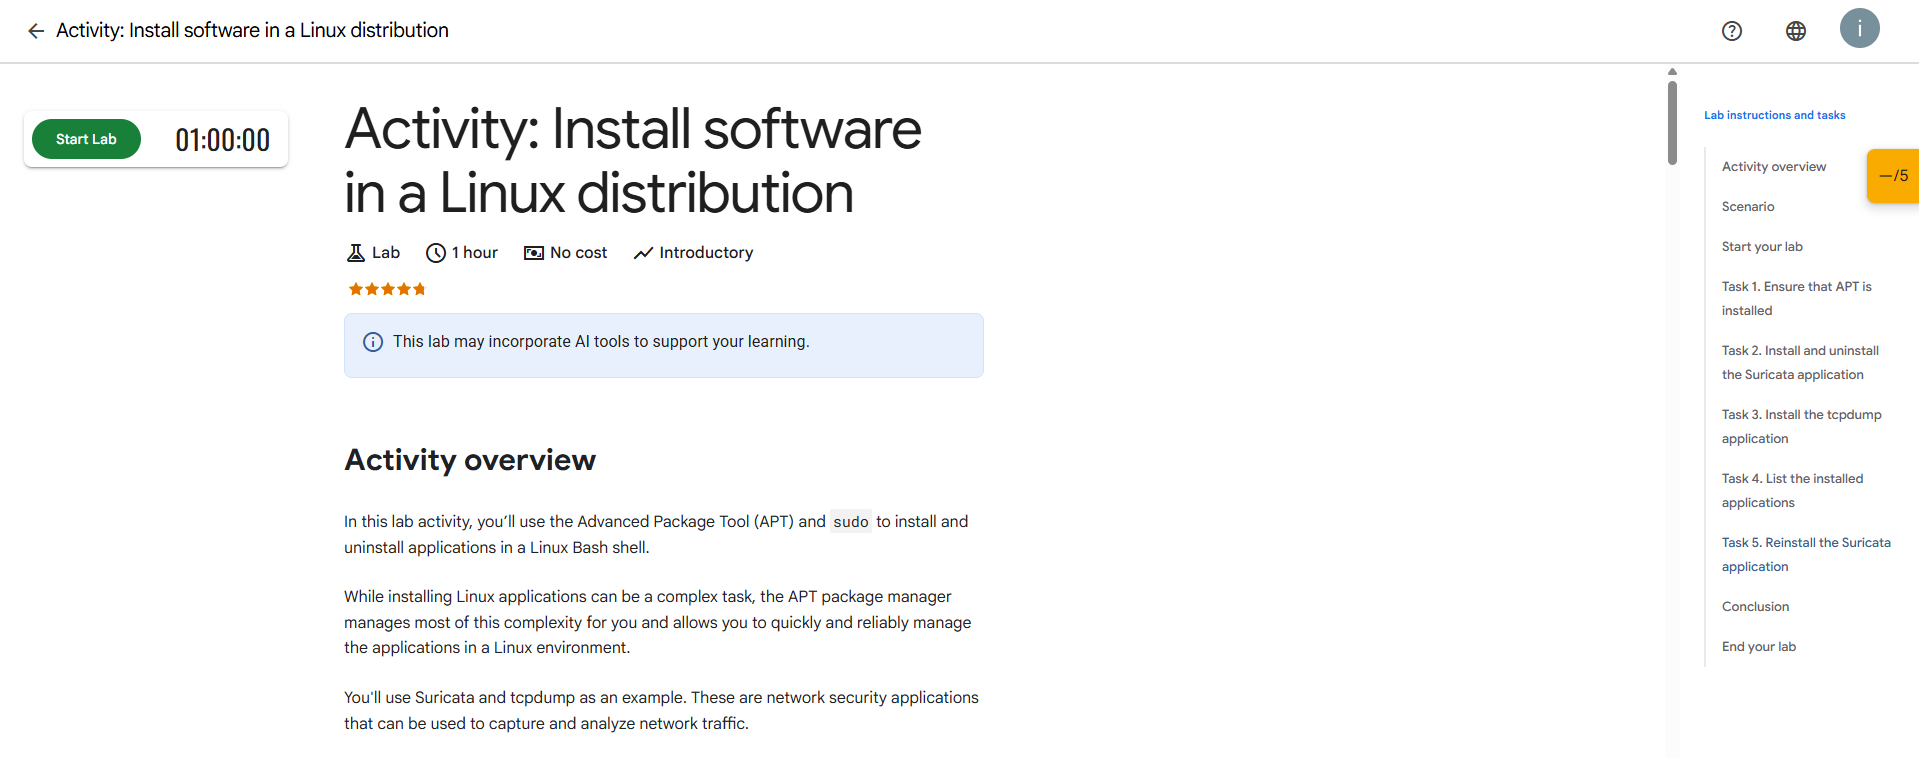 Activity: Install software in a Linux distribution
i
Start Lab
01:00:00
Activity: Install software
in a Linux distribution
Lab
1 hour
No cost
Introductory
This lab may incorporate AI tools to support your learning.
Activity overview
In this lab activity, you’ll use the Advanced Package Tool (APT) and sudo to install and
uninstall applications in a Linux Bash shell.
While installing Linux applications can be a complex task, the APT package manager
manages most of this complexity for you and allows you to quickly and reliably manage
the applications in a Linux environment.
You'll use Suricata and tcpdump as an example. These are network security applications
that can be used to capture and analyze network traffic.
Lab instructions and tasks
Activity overview
—/5
Scenario
Start your lab
Task 1. Ensure that APT is
installed
Task 2. Install and uninstall
the Suricata application
Task 3. Install the tcpdump
application
Task 4. List the installed
applications
Task 5. Reinstall the Suricata
application
Conclusion
End your lab